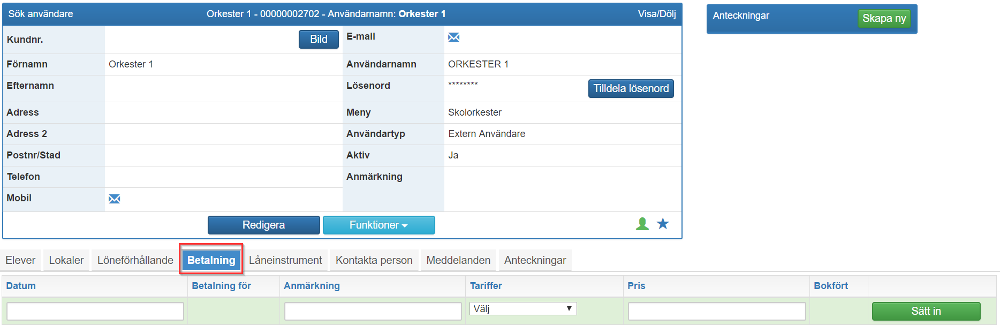 Sök användare Orkester 1 - 00000002702 - Användarnamn: Orkester 1 Visa/Dölj
Anteckningar Skapa ny
Kundnr. Bild E-mail
Förnamn Orkester 1 Användarnamn ORKESTER 1
Efternamn Lösenord ******** Tilldela lösenord
Adress Meny Skolorkester
Adress 2 Användartyp Extern Användare
Postnr/Stad Aktiv Ja
Telefon Anmärkning
Mobil
Redigera Funktioner
Elever Lokaler Löneförhållande Betalning Låneinstrument Kontakta person Meddelanden Anteckningar
Datum Betalning för Anmärkning Tariffer Pris Bokfört
Välj Sätt in